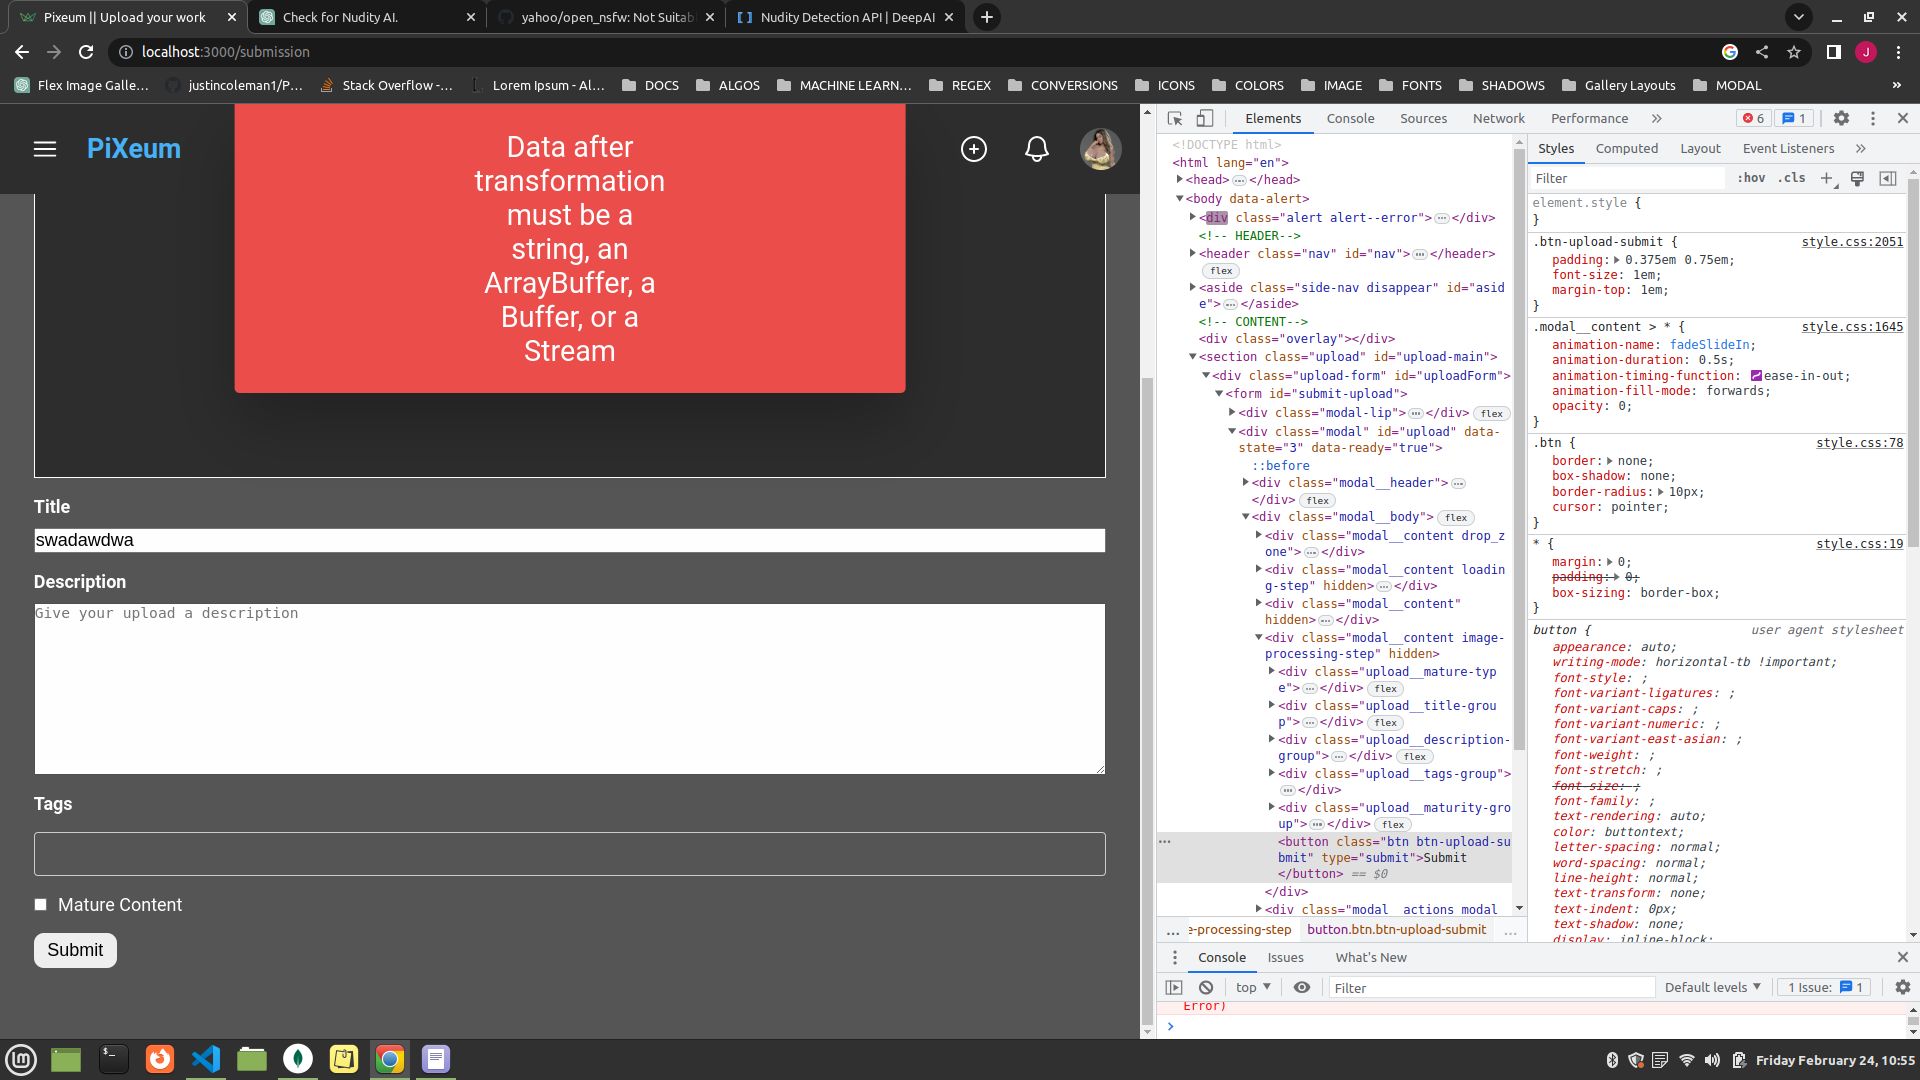 Pixeum || Upload your work
Check for Nudity AI.
yahoo/open_nsfw: Not Suitabl
Nudity Detection API | DeepAI
localhost:3000/submission
J
Flex Image Galle...
justincoleman1/P...
Stack Overflow -...
Lorem Ipsum - Al...
DOCS
ALGOS
MACHINE LEARN...
REGEX
CONVERSIONS
ICONS
COLORS
IMAGE
FONTS
SHADOWS
Gallery Layouts
MODAL
»
PiXeum
Data after
transformation
must be a
string, an
ArrayBuffer, a
Buffer, or a
Stream
Title
swadawdwa
Description
Give your upload a description
Tags
Mature Content
Submit
Elements
Console
Sources
Network
Performance
»
6
1
<!DOCTYPE html>
<html lang="en">
<head>…</head>
<body data-alert>
<div class="alert alert--error">…</div>
<!-- HEADER-->
<header class="nav" id="nav">…</header>
flex
<aside class="side-nav disappear" id="asid
e">…</aside>
<!-- CONTENT-->
<div class="overlay"></div>
<section class="upload" id="upload-main">
<div class="upload-form" id="uploadForm">
<form id="submit-upload">
<div class="modal-lip">…</div> flex
<div class="modal" id="upload" data-
state="3" data-ready="true">
::before
<div class="modal__header">…
</div> flex
<div class="modal__body"> flex
<div class="modal__content drop_z
one">…</div>
<div class="modal__content loadin
g-step" hidden>…</div>
<div class="modal__content"
hidden>…</div>
<div class="modal__content image-
processing-step" hidden>
<div class="upload__mature-typ
e">…</div> flex
<div class="upload__title-grou
p">…</div> flex
<div class="upload__description-
group">…</div> flex
<div class="upload__tags-group">
…</div>
<div class="upload__maturity-gro
up">…</div> flex
<button class="btn btn-upload-su
bmit" type="submit">Submit
</button> == $0
</div>
<div class="modal__actions modal
... e-processing-step
button.btn.btn-upload-submit
...
Styles
Computed
Layout
Event Listeners
»
Filter
:hov
.cls
element.style {
}
.btn-upload-submit {
style.css:2051
padding: 0.375em 0.75em;
font-size: 1em;
margin-top: 1em;
}
.modal__content > * {
style.css:1645
animation-name: fadeSlideIn;
animation-duration: 0.5s;
animation-timing-function: ease-in-out;
animation-fill-mode: forwards;
opacity: 0;
}
.btn {
style.css:78
border: none;
box-shadow: none;
border-radius: 10px;
cursor: pointer;
}
* {
style.css:19
margin: 0;
padding: 0;
box-sizing: border-box;
}
button {
user agent stylesheet
appearance: auto;
writing-mode: horizontal-tb !important;
font-style: ;
font-variant-ligatures: ;
font-variant-caps: ;
font-variant-numeric: ;
font-variant-east-asian: ;
font-weight: ;
font-stretch: ;
font-size: ;
font-family: ;
text-rendering: auto;
color: buttontext;
letter-spacing: normal;
word-spacing: normal;
line-height: normal;
text-transform: none;
text-indent: 0px;
text-shadow: none;
display: inline-block;
Console
Issues
What's New
top
Filter
Default levels
1 Issue:
1
Error)
Friday February 24, 10:55